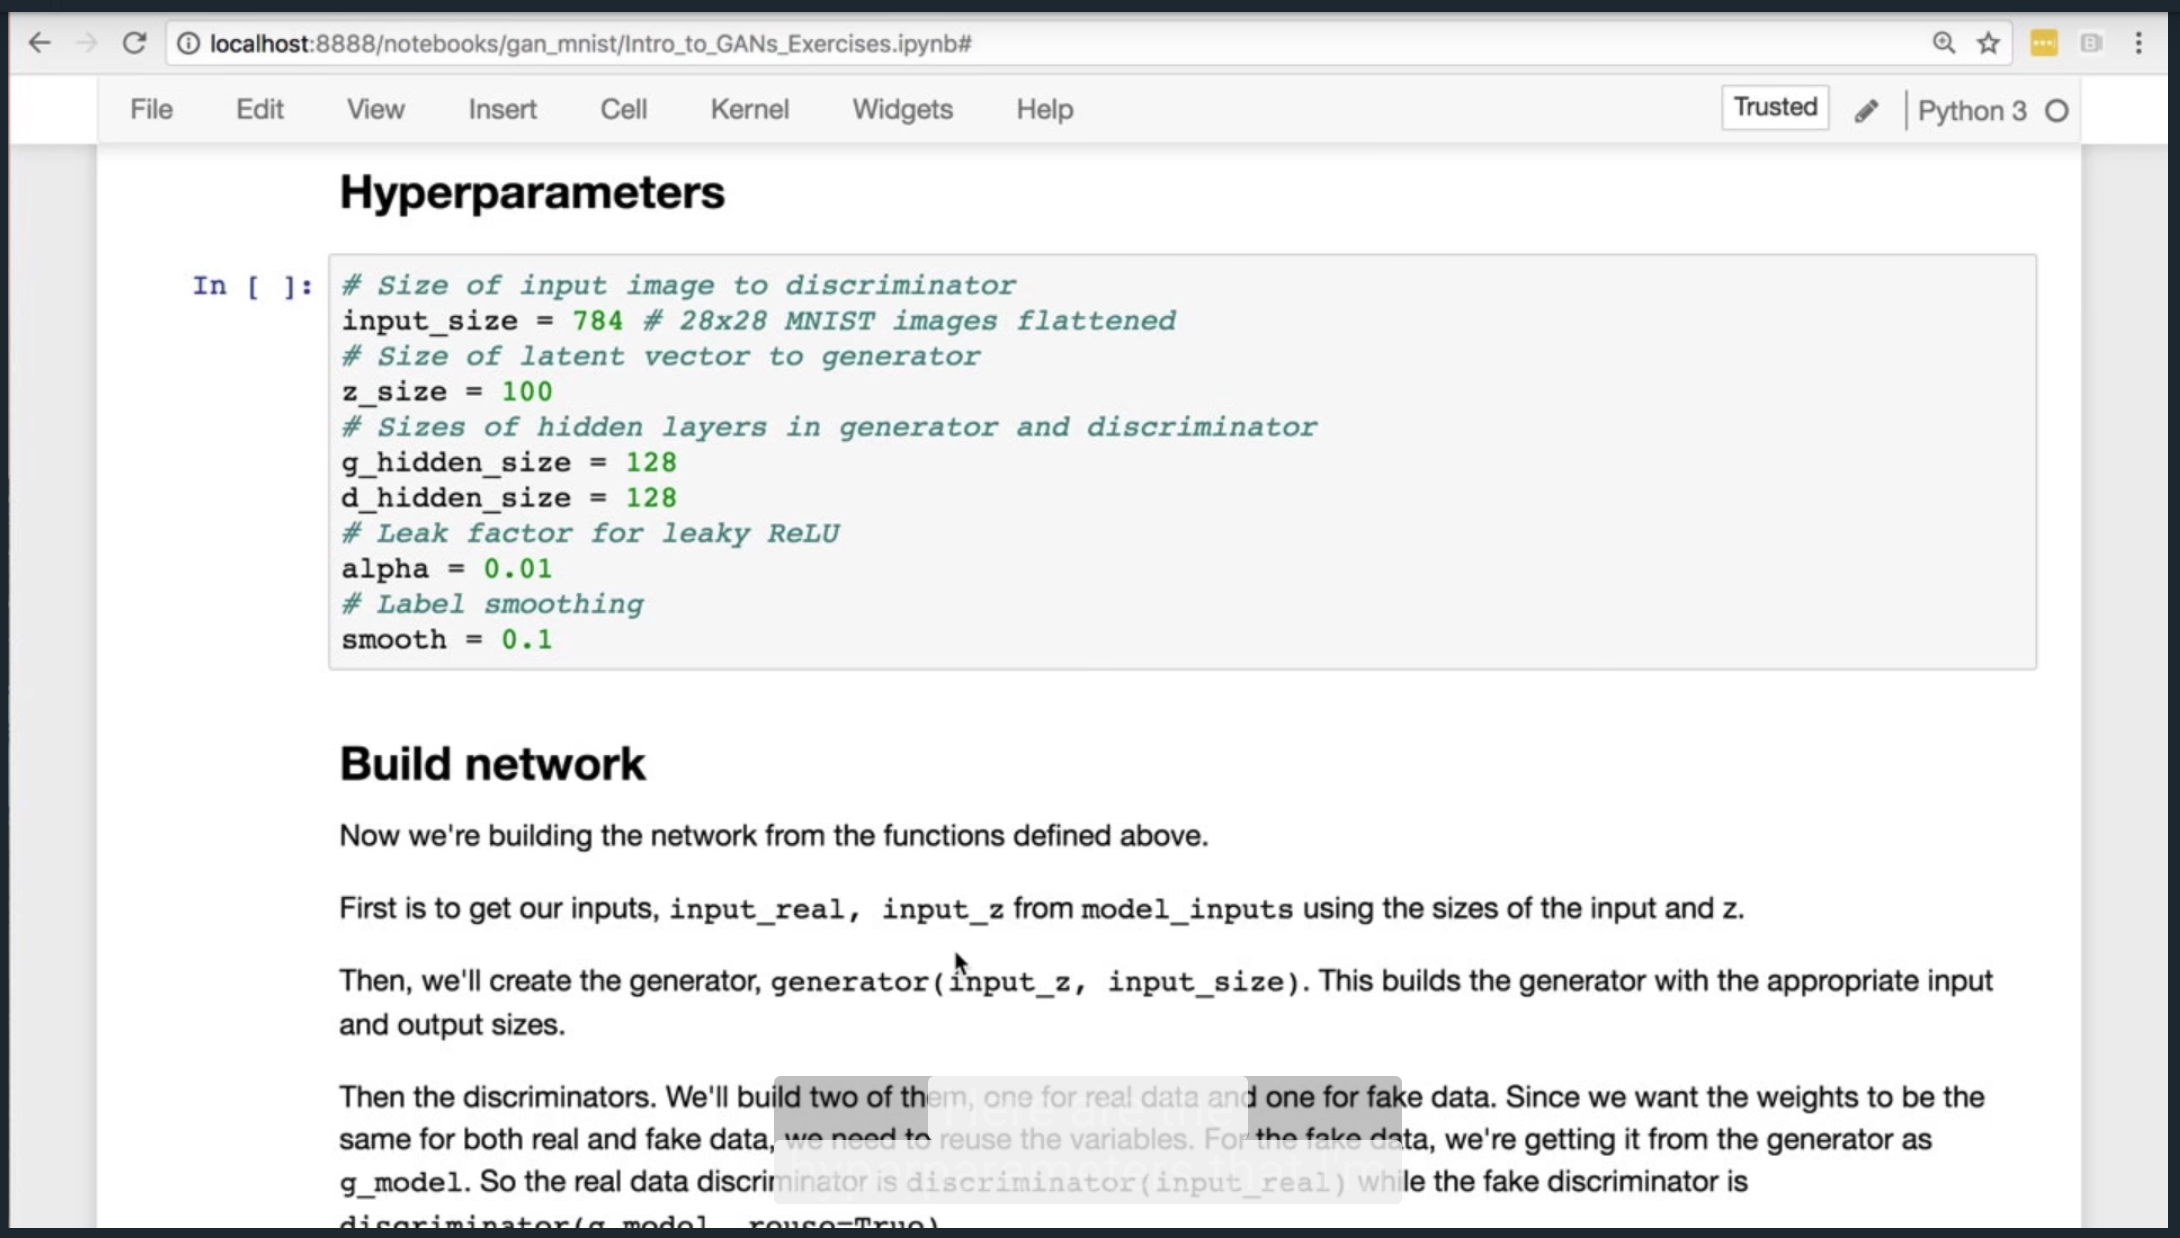 localhost:8888/notebooks/gan_mnist/Intro_to_GANs_Exercises.ipynb#
File Edit View Insert Cell Kernel Widgets Help Trusted Python 3
Hyperparameters
In [ ]:
# Size of input image to discriminator
input_size = 784 # 28x28 MNIST images flattened
# Size of latent vector to generator
z_size = 100
# Sizes of hidden layers in generator and discriminator
g_hidden_size = 128
d_hidden_size = 128
# Leak factor for leaky ReLU
alpha = 0.01
# Label smoothing
smooth = 0.1
Build network
Now we're building the network from the functions defined above.
First is to get our inputs, input_real, input_z from model_inputs using the sizes of the input and z.
Then, we'll create the generator, generator(input_z, input_size). This builds the generator with the appropriate input
and output sizes.
Then the discriminators. We'll build two of them, one for real data and one for fake data. Since we want the weights to be the
same for both real and fake data, we need to reuse the variables. For the fake data, we're getting it from the generator as
g_model. So the real data discriminator is discriminator(input_real) while the fake discriminator is
discriminator(g_model, reuse=True)
Here are the
hyperparameters that I'm